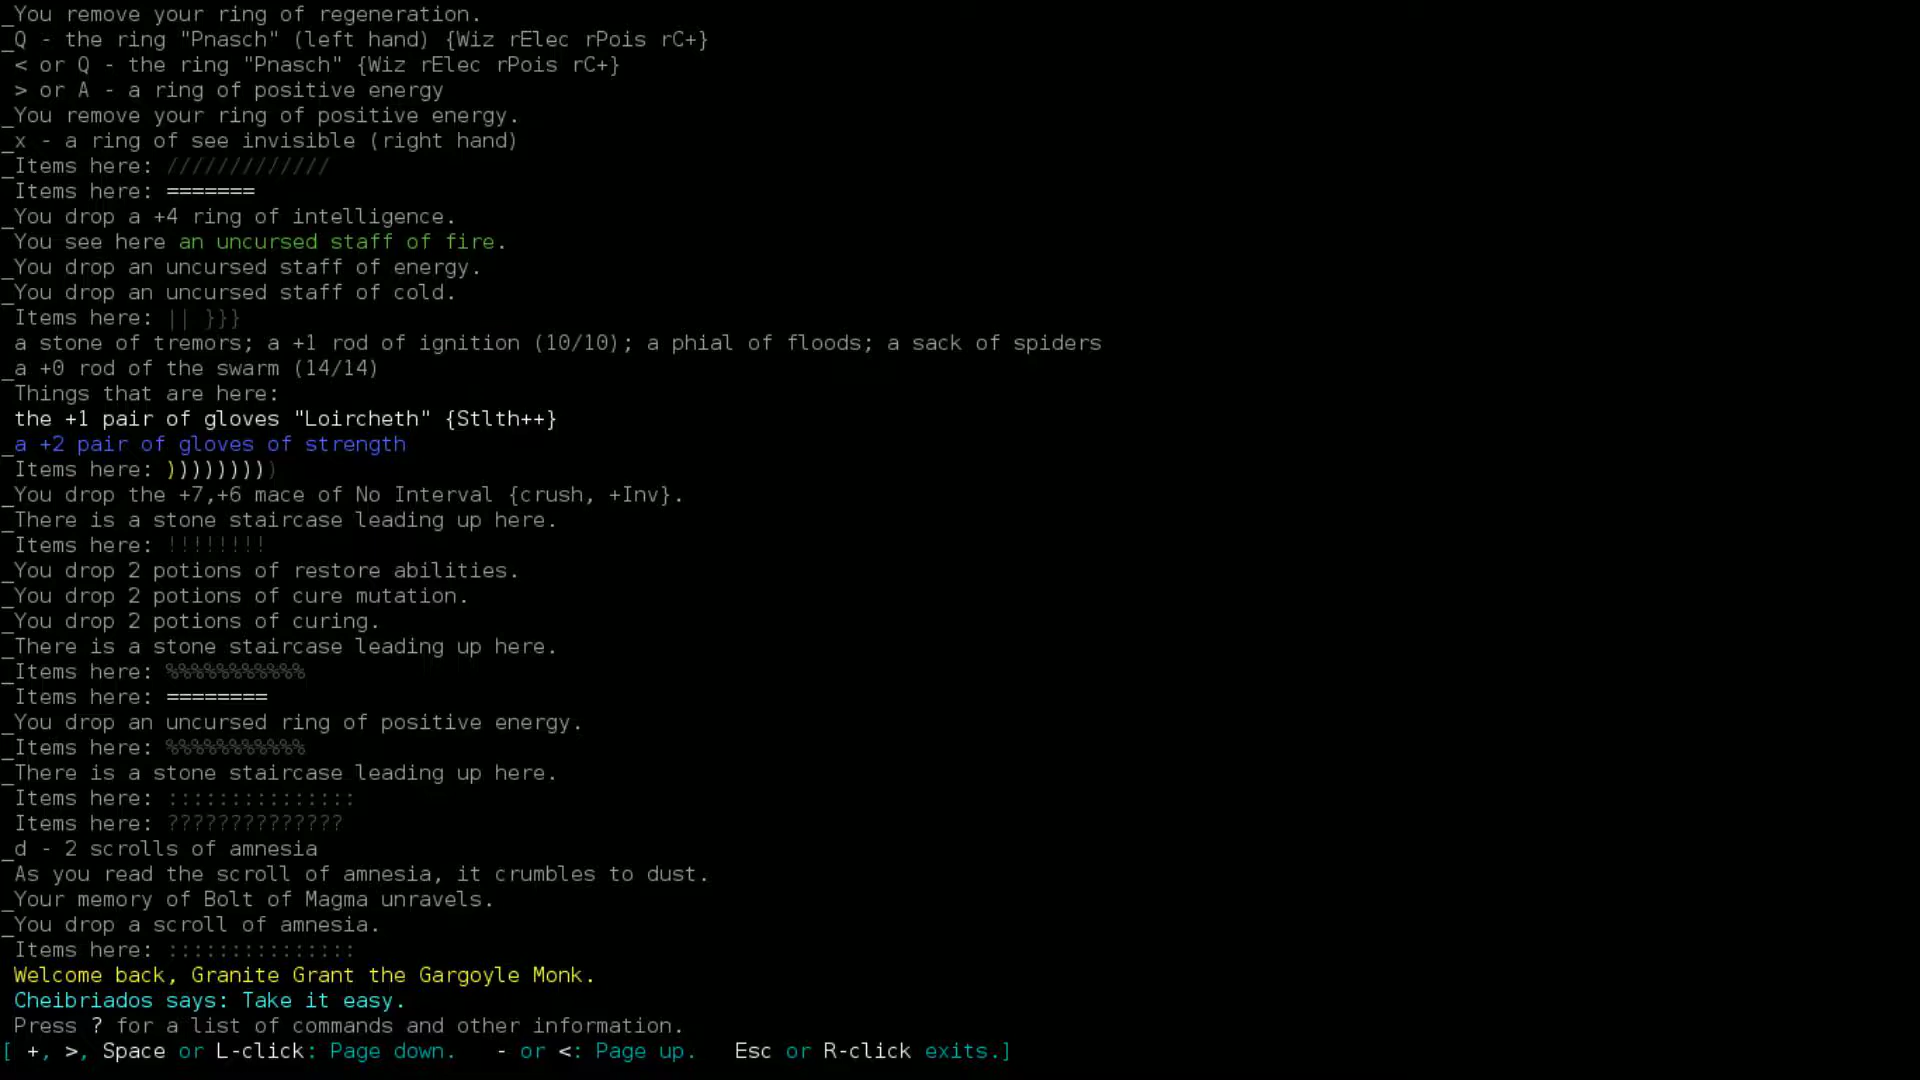 _You remove your ring of regeneration.
_Q - the ring "Pnasch" (left hand) {Wiz rElec rPois rC+}
< or Q - the ring "Pnasch" {Wiz rElec rPois rC+}
> or A - a ring of positive energy
_You remove your ring of positive energy.
_x - a ring of see invisible (right hand)
_Items here: /////////////
Items here: =======
_You drop a +4 ring of intelligence.
You see here an uncursed staff of fire.
_You drop an uncursed staff of energy.
_You drop an uncursed staff of cold.
Items here: || }}}
a stone of tremors; a +1 rod of ignition (10/10); a phial of floods; a sack of spiders
_a +0 rod of the swarm (14/14)
Things that are here:
the +1 pair of gloves "Loircheth" {Stlth++}
_a +2 pair of gloves of strength
Items here: )))))))))
_You drop the +7,+6 mace of No Interval {crush, +Inv}.
_There is a stone staircase leading up here.
Items here: !!!!!!!!
_You drop 2 potions of restore abilities.
_You drop 2 potions of cure mutation.
_You drop 2 potions of curing.
_There is a stone staircase leading up here.
_Items here: %%%%%%%%%%%
Items here: ========
_You drop an uncursed ring of positive energy.
_Items here: %%%%%%%%%%%
_There is a stone staircase leading up here.
Items here: :::::::::::::::
Items here: ??????????????
_d - 2 scrolls of amnesia
As you read the scroll of amnesia, it crumbles to dust.
_Your memory of Bolt of Magma unravels.
_You drop a scroll of amnesia.
Items here: :::::::::::::::
Welcome back, Granite Grant the Gargoyle Monk.
Cheibriados says: Take it easy.
Press ? for a list of commands and other information.
[ +, >, Space or L-click: Page down.   - or <: Page up.   Esc or R-click exits.]